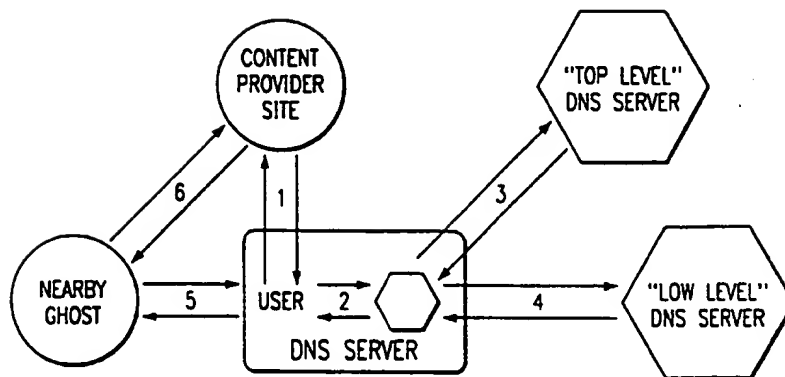 CONTENT
PROVIDER
SITE
"TOP LEVEL"
DNS SERVER
6
1
3
NEARBY
GHOST
5
USER
2
4
"LOW LEVEL"
DNS SERVER
DNS SERVER